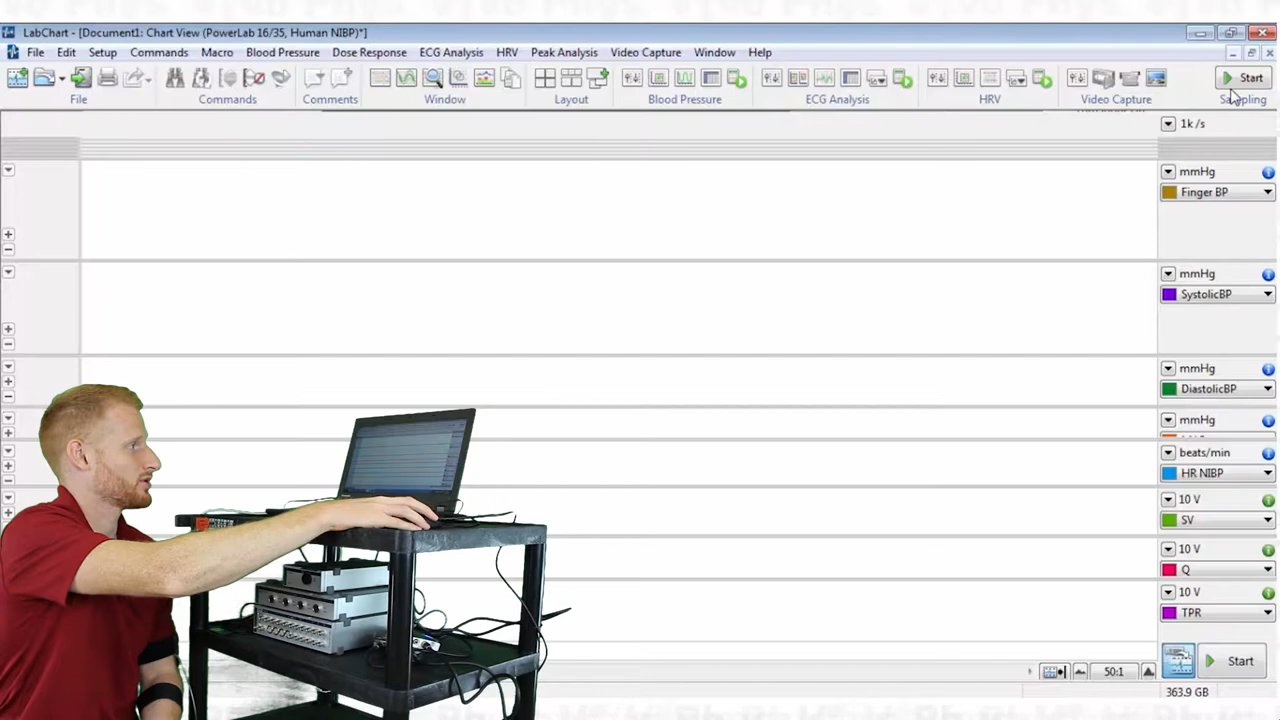 LabChart - [Document1: Chart View (PowerLab 16/35, Human NIBP)*]
File Edit Setup Commands Macro Blood Pressure Dose Response ECG Analysis HRV Peak Analysis Video Capture Window Help
Start
File Commands Comments Window Layout Blood Pressure ECG Analysis HRV Video Capture Sampling
1k /s
mmHg
Finger BP
mmHg
SystolicBP
mmHg
DiastolicBP
mmHg
beats/min
HR NIBP
10 V
SV
10 V
Q
10 V
TPR
50:1
Start
363.9 GB